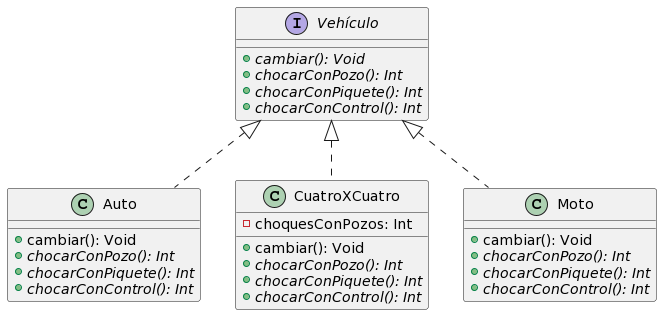 I Vehículo
cambiar(): Void
chocarConPozo(): Int
chocarConPiquete(): Int
chocarConControl(): Int
C Auto
cambiar(): Void
chocarConPozo(): Int
chocarConPiquete(): Int
chocarConControl(): Int
C CuatroXCuatro
choquesConPozos: Int
cambiar(): Void
chocarConPozo(): Int
chocarConPiquete(): Int
chocarConControl(): Int
C Moto
cambiar(): Void
chocarConPozo(): Int
chocarConPiquete(): Int
chocarConControl(): Int